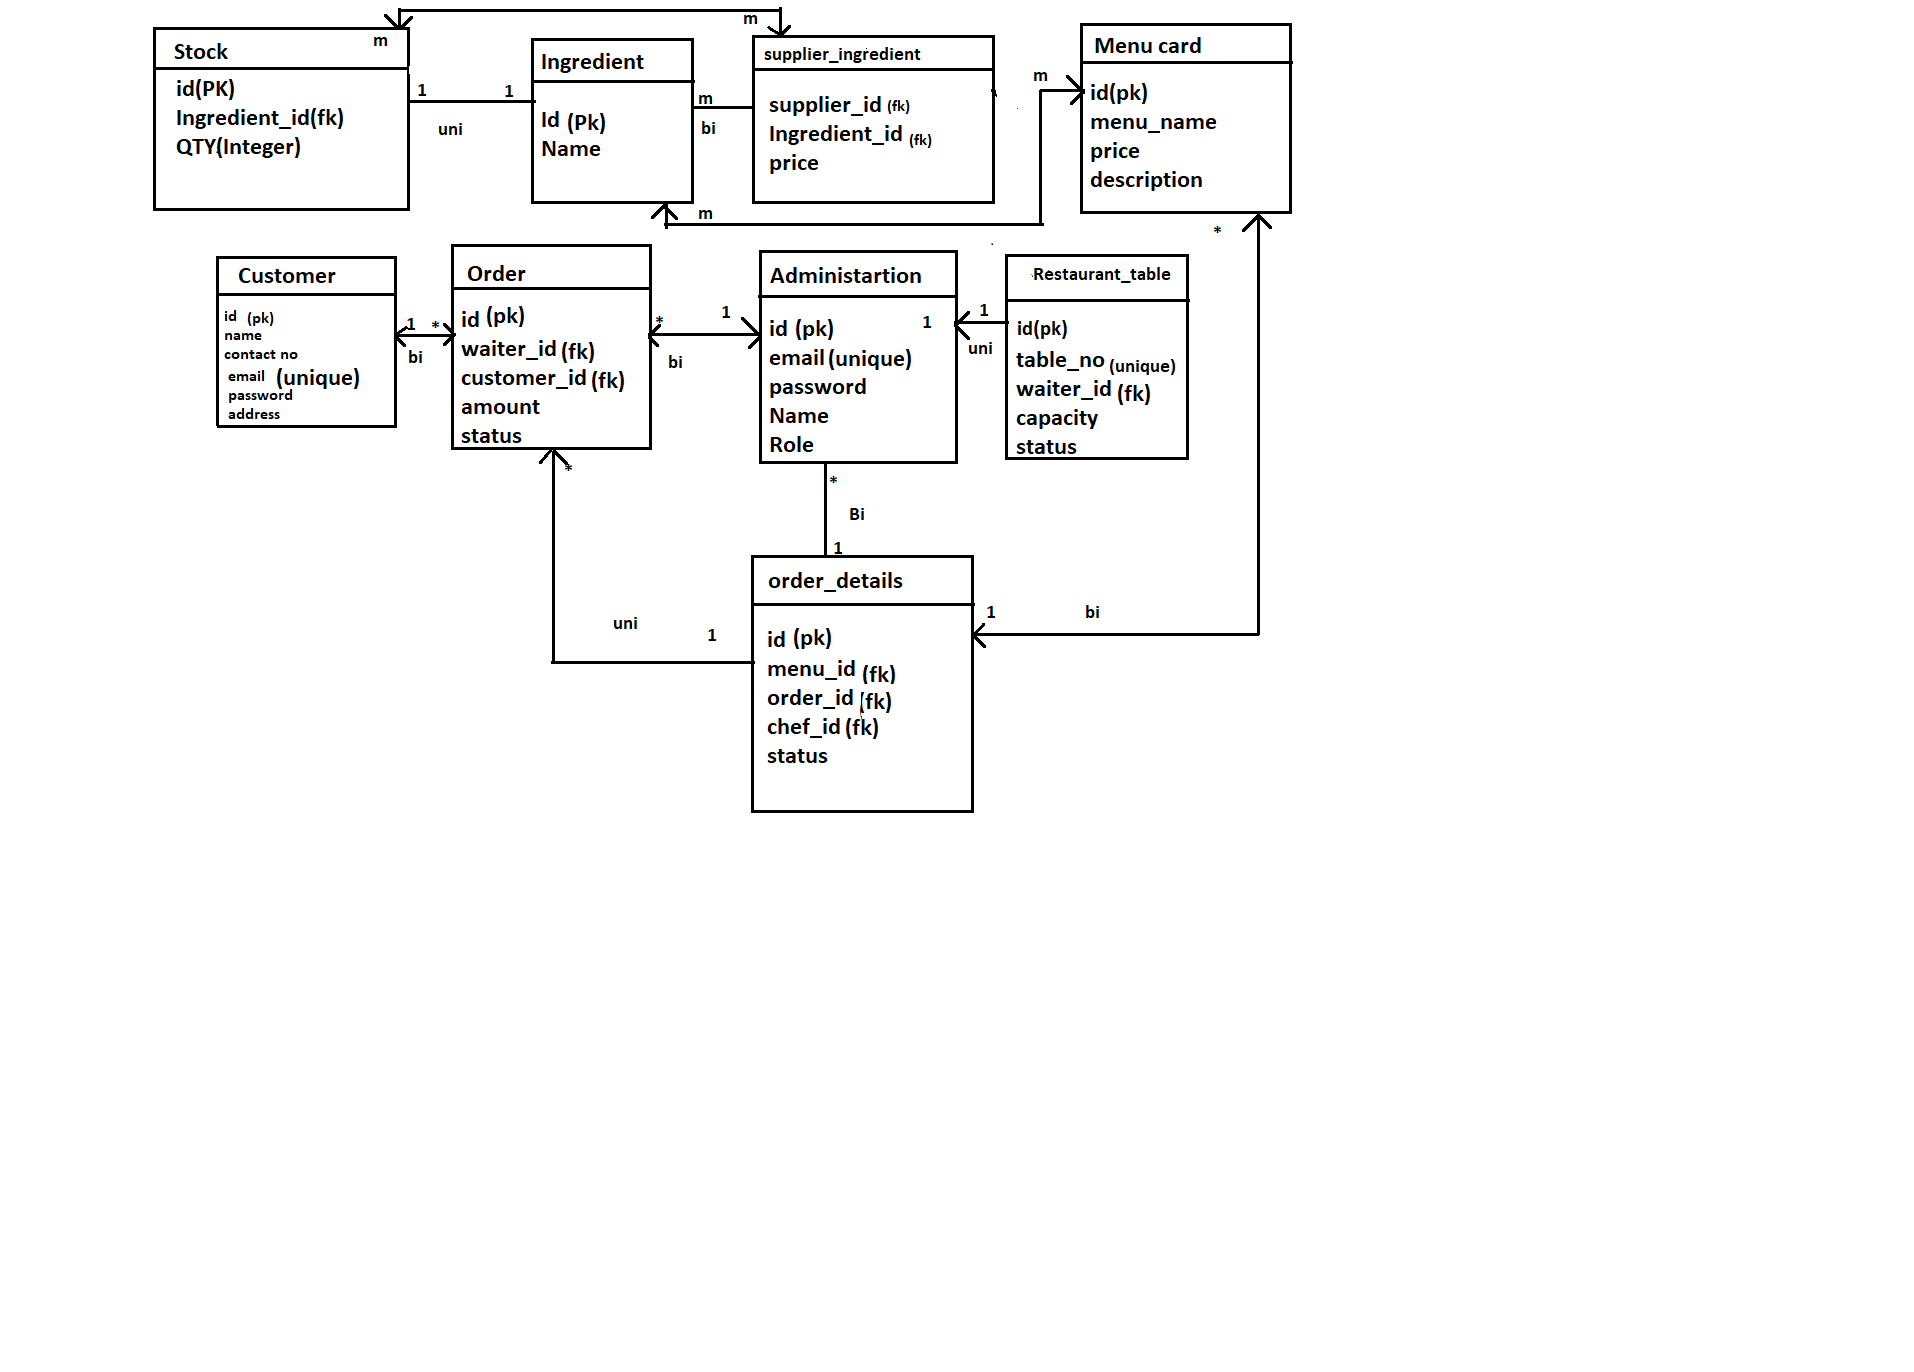 m
m
Stock
id(PK)
Ingredient_id(fk)
QTY(Integer)
1
1
uni
Ingredient
Id (Pk)
Name
m
bi
m
supplier_ingredient
supplier_id (fk)
Ingredient_id (fk)
price
m
Menu card
id(pk)
menu_name
price
description
*
Customer
id (pk)
name
contact no
email (unique)
password
address
1
*
bi
Order
id (pk)
waiter_id (fk)
customer_id (fk)
amount
status
*
*
1
bi
Administartion
id (pk)
1
email (unique)
password
Name
Role
1
uni
Restaurant_table
id(pk)
table_no (unique)
waiter_id (fk)
capacity
status
*
Bi
1
uni
1
order_details
id (pk)
menu_id (fk)
order_id (fk)
chef_id (fk)
status
1
bi